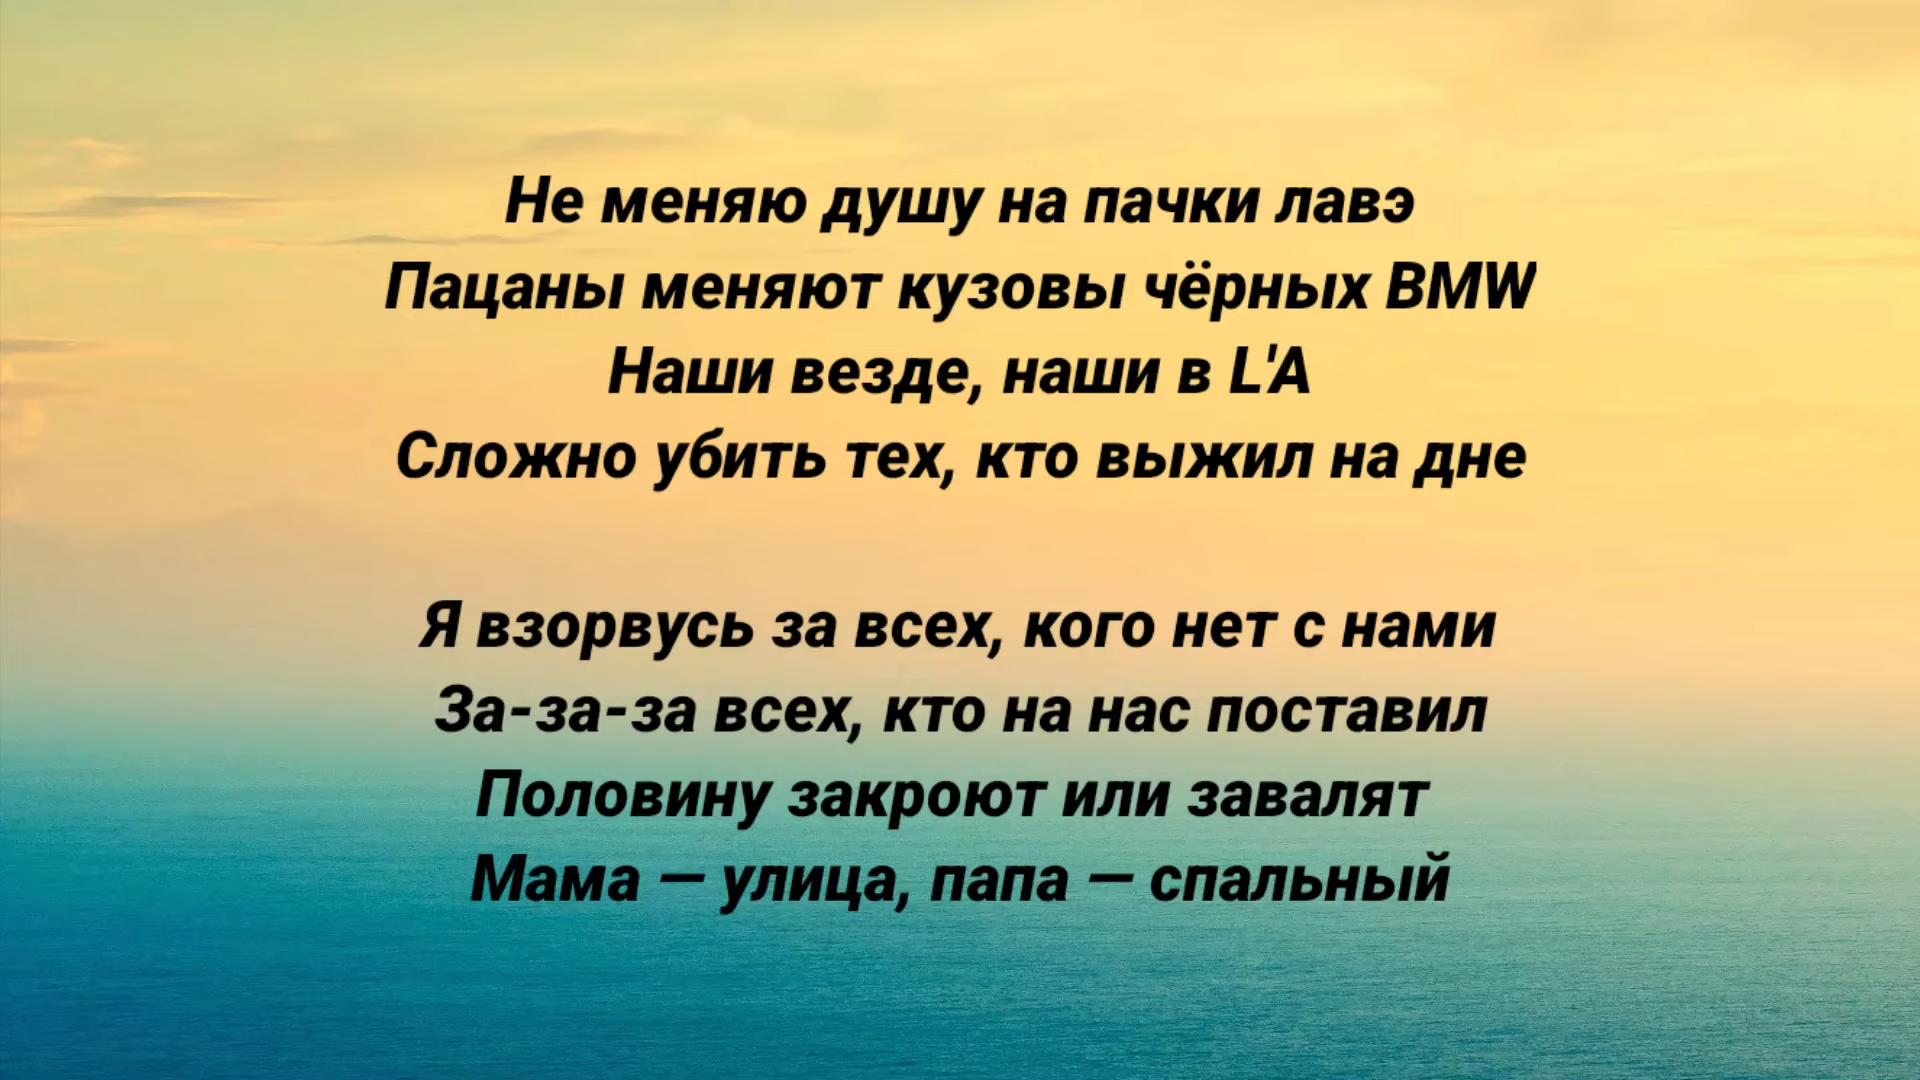 Не меняю душу на пачки лавэ
Пацаны меняют кузовы чёрных BMW
Наши везде, наши в L'A
Сложно убить тех, кто выжил на дне
Я взорвусь за всех, кого нет с нами
За-за-за всех, кто на нас поставил
Половину закроют или завалят
Мама — улица, папа — спальный